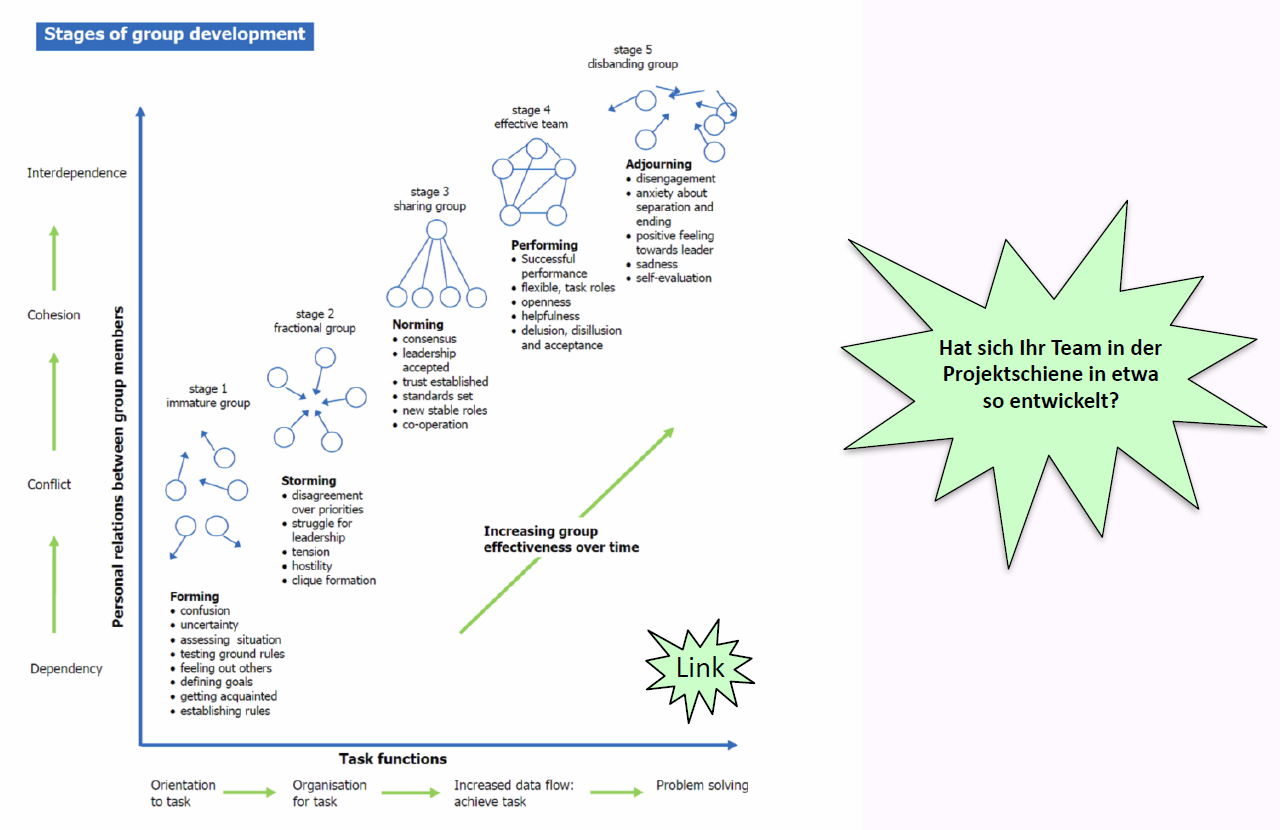 Stages of group development
stage 5
disbanding group
Adjourning
• disengagement
• anxiety about
separation and
ending
• positive feeling
towards leader
• sadness
• self-evaluation
stage 4
effective team
Performing
• Successful
performance
• flexible, task roles
• openness
• helpfulness
• delusion, disillusion
and acceptance
stage 3
sharing group
Norming
• consensus
• leadership
accepted
• trust established
• standards set
• new stable roles
• co-operation
stage 2
fractional group
Storming
• disagreement
over priorities
• struggle for
leadership
• tension
• hostility
• clique formation
stage 1
immature group
Forming
• confusion
• uncertainty
• assessing situation
• testing ground rules
• feeling out others
• defining goals
• getting acquainted
• establishing rules
Interdependence
Cohesion
Conflict
Dependency
Personal relations between group members
Increasing group
effectiveness over time
Link
Task functions
Orientation
to task
Organisation
for task
Increased data flow:
achieve task
Problem solving
Hat sich Ihr Team in der
Projektschiene in etwa
so entwickelt?